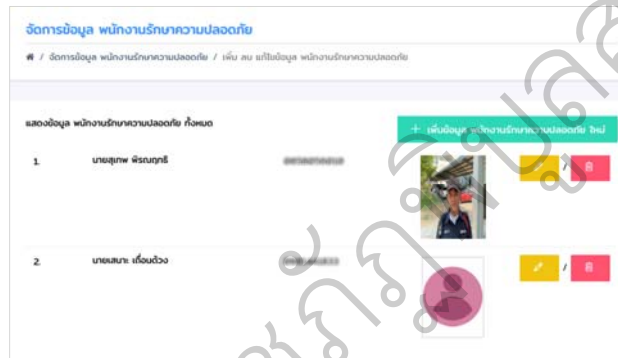 จัดการข้อมูล พนักงานรักษาความปลอดภัย
/ จัดการข้อมูล พนักงานรักษาความปลอดภัย / เพิ่ม ลบ แก้ไขข้อมูล พนักงานรักษาความปลอดภัย
แสดงข้อมูล พนักงานรักษาความปลอดภัย ทั้งหมด
+ เพิ่มข้อมูล พนักงานรักษาความปลอดภัย ใหม่
1. นายสุเทพ พิรณฤทธิ์ /
2. นายเสนาะ เถื่อนด้วง /